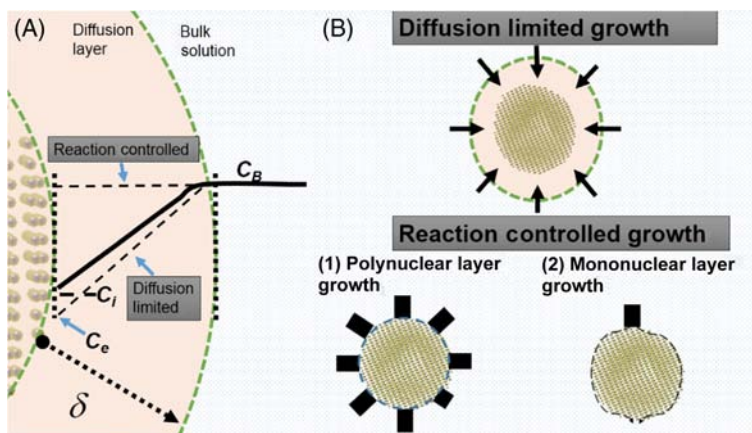 (A)
Diffusion
layer
Bulk
solution
Reaction controlled
C_B
Diffusion
limited
C_i
C_e
δ
(B)
Diffusion limited growth
Reaction controlled growth
(1) Polynuclear layer
growth
(2) Mononuclear layer
growth